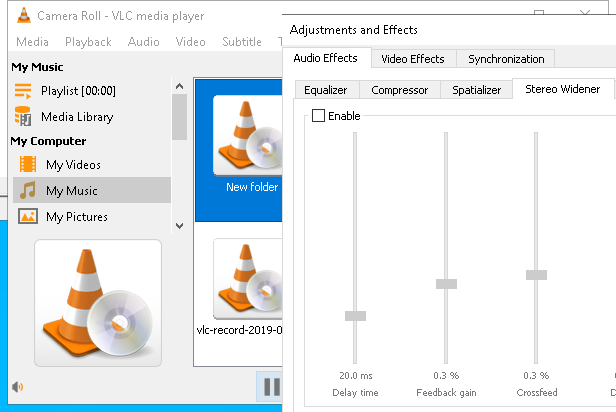 Camera Roll - VLC media player
Media Playback Audio Video Subtitle
My Music
Playlist [00:00]
Media Library
My Computer
My Videos
My Music
My Pictures
New folder
vlc-record-2019-0
Adjustments and Effects
Audio Effects Video Effects Synchronization
Equalizer Compressor Spatializer Stereo Widener
Enable
20.0 ms 0.3 % 0.3 %
Delay time Feedback gain Crossfeed